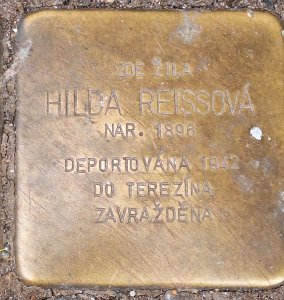 ZDE ŽILA
HILDA REISSOVÁ
NAR. 1896
DEPORTOVÁNA 1942
DO TEREZÍNA
ZAVRAŽDĚNA